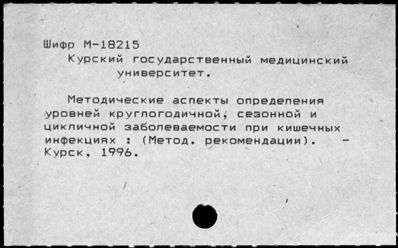 Шифр М-18215
Курский государственный медицинский
университет.
Методические аспекты определения
уровней круглогодичной, сезонной и
цикличной заболеваемости при кишечных
инфекциях : (Метод. рекомендации). -
Курск, 1996.